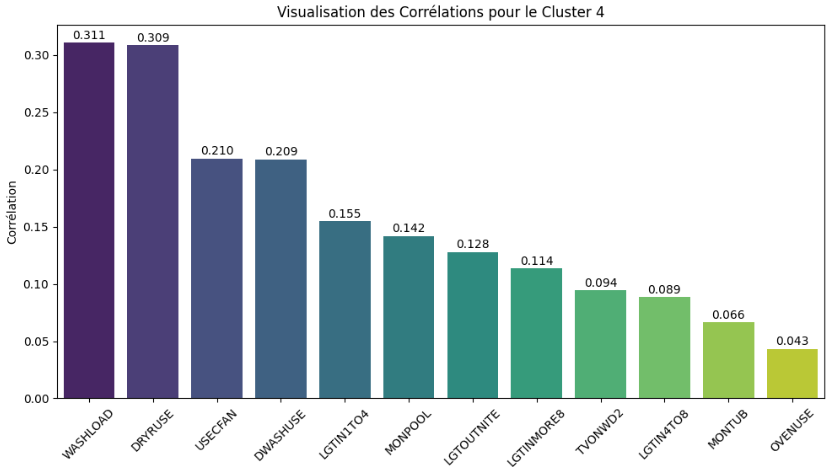 Visualisation des Corrélations pour le Cluster 4
Corrélation
0.30
0.25
0.20
0.15
0.10
0.05
0.00
0.311
0.309
0.210
0.209
0.155
0.142
0.128
0.114
0.094
0.089
0.066
0.043
WASHLOAD
DRYRUSE
USECFAN
DWASHUSE
LGTIN1TO4
MONPOOL
LGTOUTNITE
LGTINMORE8
TVONWD2
LGTIN4TO8
MONTUB
OVENUSE